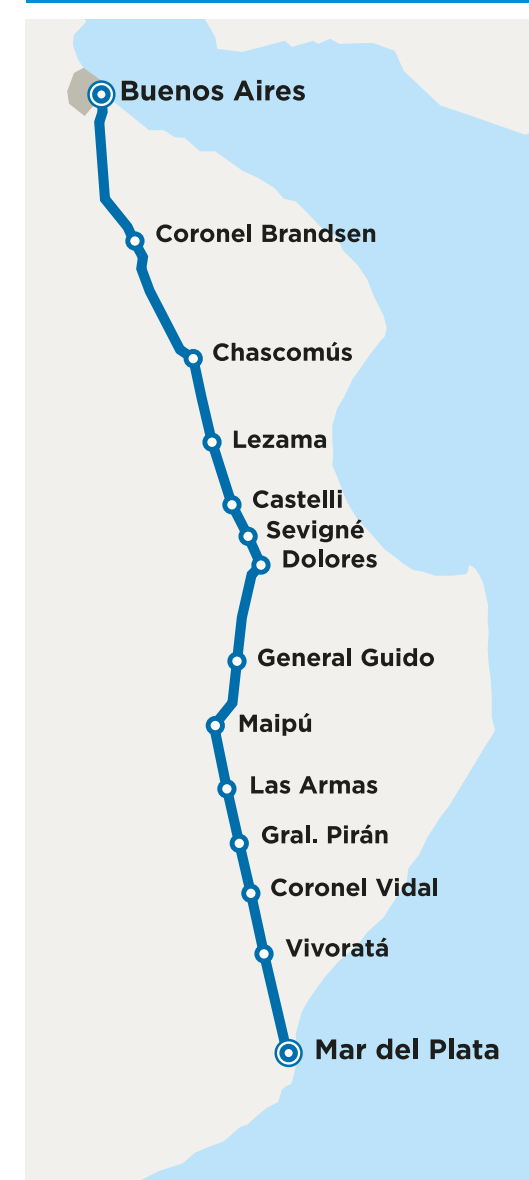 Buenos Aires
Coronel Brandsen
Chascomús
Lezama
Castelli
Sevigné
Dolores
General Guido
Maipú
Las Armas
Gral. Pirán
Coronel Vidal
Vivoratá
Mar del Plata